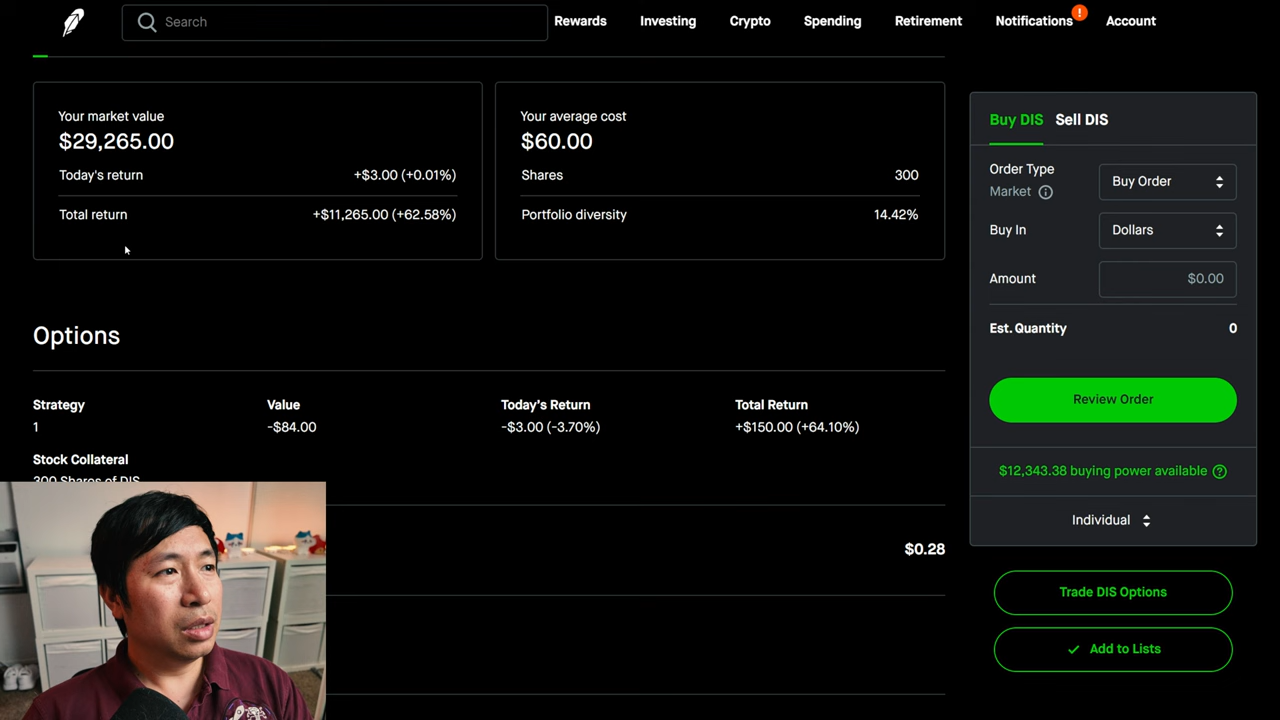 Search
Rewards
Investing
Crypto
Spending
Retirement
Notifications
!
Account
Your market value
$29,265.00
Today's return +$3.00 (+0.01%)
Total return +$11,265.00 (+62.58%)
Your average cost
$60.00
Shares 300
Portfolio diversity 14.42%
Buy DIS Sell DIS
Order Type
Market
Buy Order
Buy In Dollars
Amount $0.00
Est. Quantity 0
Review Order
$12,343.38 buying power available
Individual
Trade DIS Options
Add to Lists
Options
Strategy Value Today's Return Total Return
1 -$84.00 -$3.00 (-3.70%) +$150.00 (+64.10%)
Stock Collateral
300 Shares of DIS
$0.28